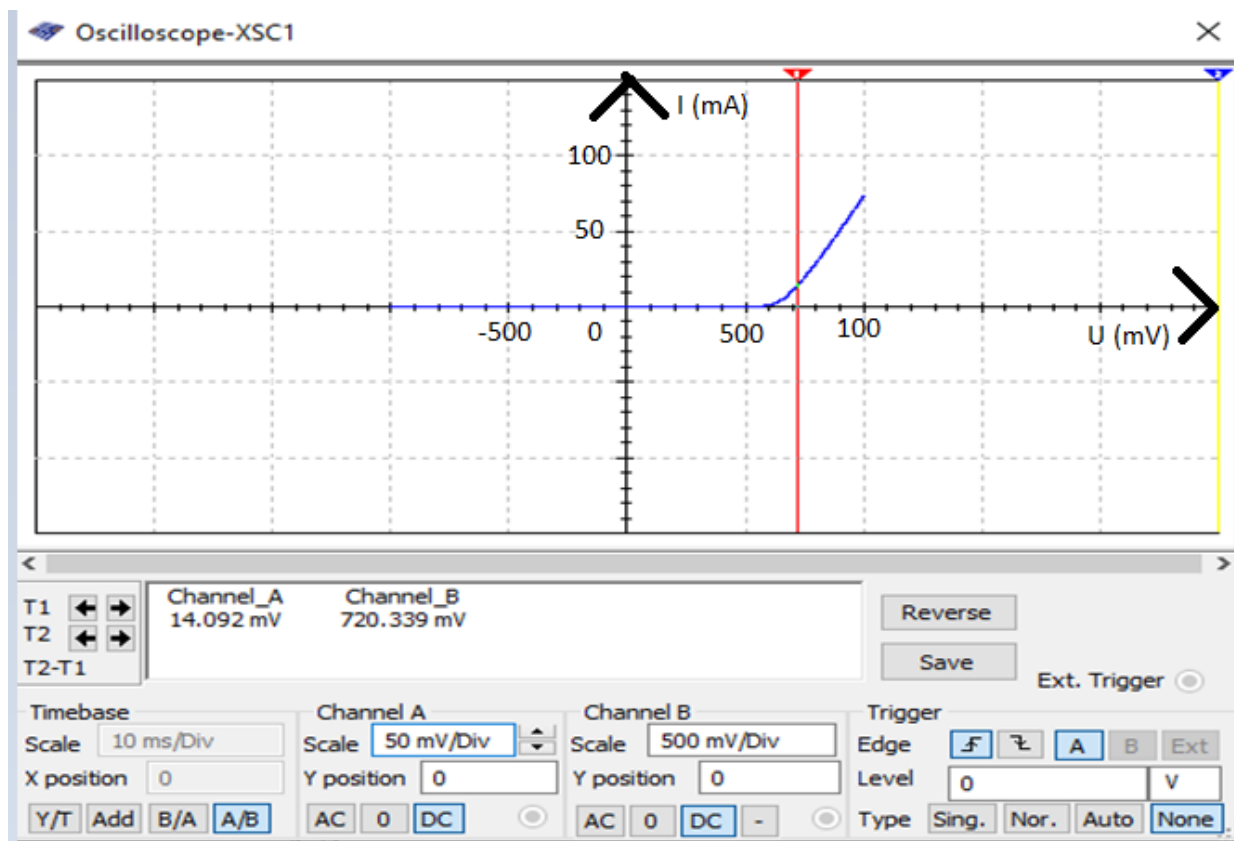 Oscilloscope-XSC1
I (mA)
100
50
-500 0 500 100 U (mV)
Channel_A Channel_B
T1 14.092 mV 720.339 mV
T2
T2-T1
Reverse
Save
Ext. Trigger
Timebase
Scale 10 ms/Div
X position 0
Y/T Add B/A A/B
Channel A
Scale 50 mV/Div
Y position 0
AC 0 DC
Channel B
Scale 500 mV/Div
Y position 0
AC 0 DC -
Trigger
Edge A B Ext
Level 0 V
Type Sing. Nor. Auto None